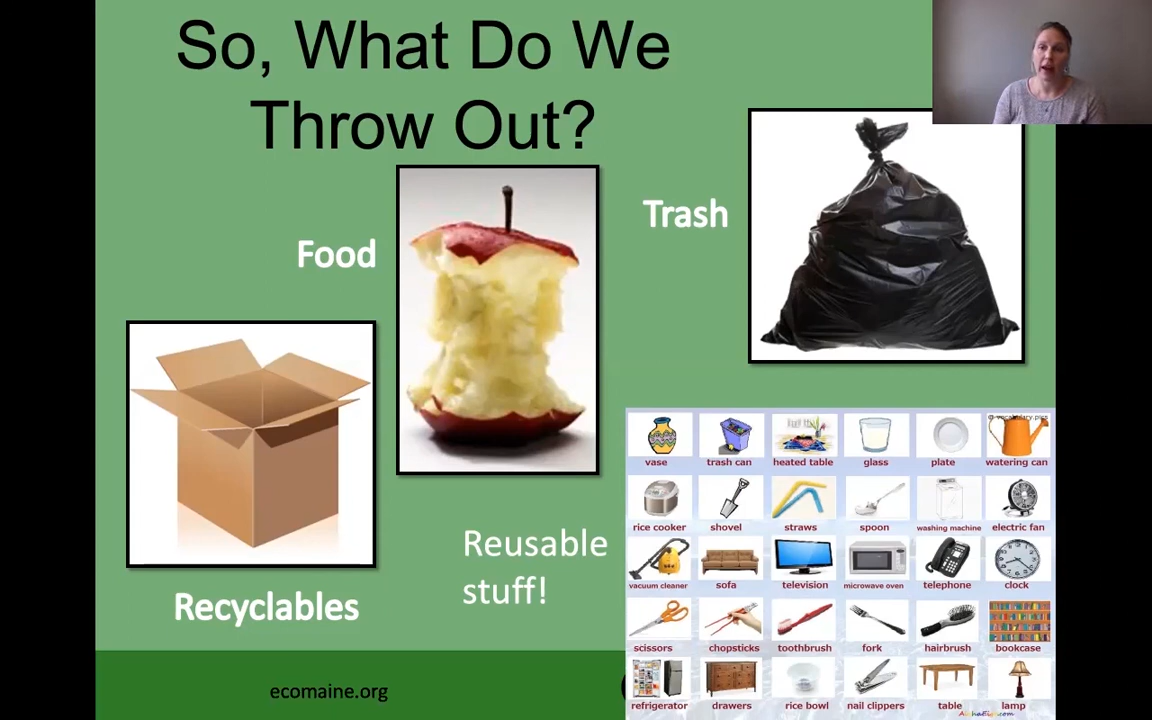 So, What Do We
Throw Out?
Trash
Food
Recyclables
Reusable
stuff!
vase trash can heated table glass plate watering can
rice cooker shovel straws spoon washing machine electric fan
vacuum cleaner sofa television microwave oven telephone clock
scissors chopsticks toothbrush fork hairbrush bookcase
refrigerator drawers rice bowl nail clippers table lamp
ecomaine.org